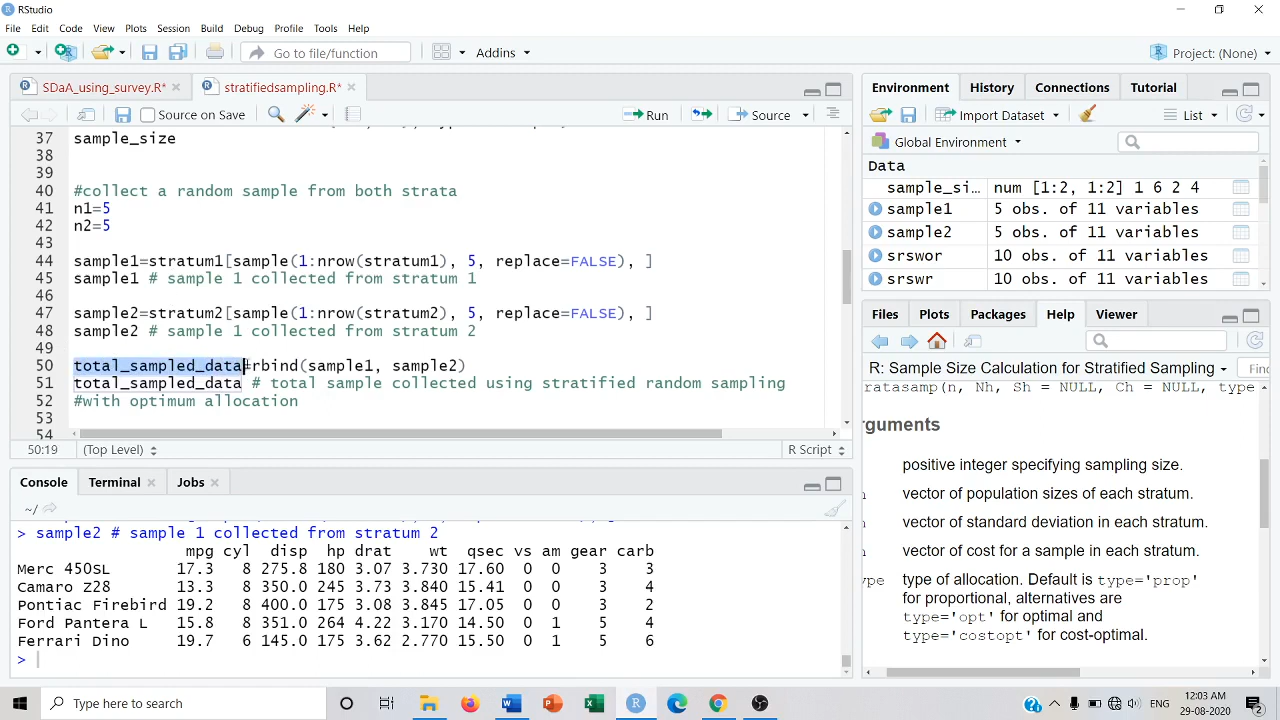 RStudio
File Edit Code View Plots Session Build Debug Profile Tools Help
Go to file/function
Addins
Project: (None)
SDaA_using_survey.R*
stratifiedsampling.R*
Source on Save
Run
Source
37 sample_size
38
39
40 #collect a random sample from both strata
41 n1=5
42 n2=5
43
44 sample1=stratum1[sample(1:nrow(stratum1), 5, replace=FALSE), ]
45 sample1 # sample 1 collected from stratum 1
46
47 sample2=stratum2[sample(1:nrow(stratum2), 5, replace=FALSE), ]
48 sample2 # sample 1 collected from stratum 2
49
50 total_sampled_data=rbind(sample1, sample2)
51 total_sampled_data # total sample collected using stratified random sampling
52 #with optimum allocation
53
54
50:19 (Top Level) R Script
Console Terminal Jobs
~/
> sample2 # sample 1 collected from stratum 2
mpg cyl disp hp drat wt qsec vs am gear carb
Merc 450SL 17.3 8 275.8 180 3.07 3.730 17.60 0 0 3 3
Camaro Z28 13.3 8 350.0 245 3.73 3.840 15.41 0 0 3 4
Pontiac Firebird 19.2 8 400.0 175 3.08 3.845 17.05 0 0 3 2
Ford Pantera L 15.8 8 351.0 264 4.22 3.170 14.50 0 1 5 4
Ferrari Dino 19.7 6 145.0 175 3.62 2.770 15.50 0 1 5 6
>
Environment History Connections Tutorial
Import Dataset
List
Global Environment
Data
sample_si... num [1:2, 1:2] 1 6 2 4
sample1 5 obs. of 11 variables
sample2 5 obs. of 11 variables
srswor 10 obs. of 11 variables
srswr 10 obs. of 11 variables
Files Plots Packages Help Viewer
R: Sample Size Calculation for Stratified Sampling
Find
ratasamp(n, Nh, Sh = NULL, Ch = NULL, type
rguments
positive integer specifying sampling size.
vector of population sizes of each stratum.
vector of standard deviation in each stratum.
vector of cost for a sample in each stratum.
ype type of allocation. Default is type='prop'
for proportional, alternatives are
type='opt' for optimal and
type='costopt' for cost-optimal.
Type here to search
ENG
12:03 AM
29-08-2020
2